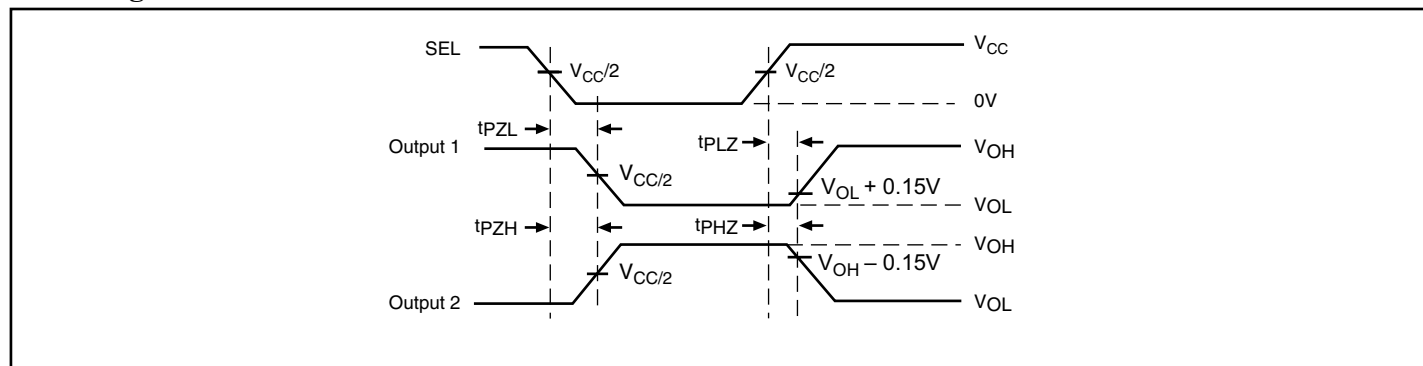 SEL
VCC/2
VCC/2
VCC
0V
tPZL
tPLZ
Output 1
VCC/2
VOH
VOL + 0.15V
VOL
tPZH
tPHZ
VOH
VCC/2
VOH – 0.15V
Output 2
VOL